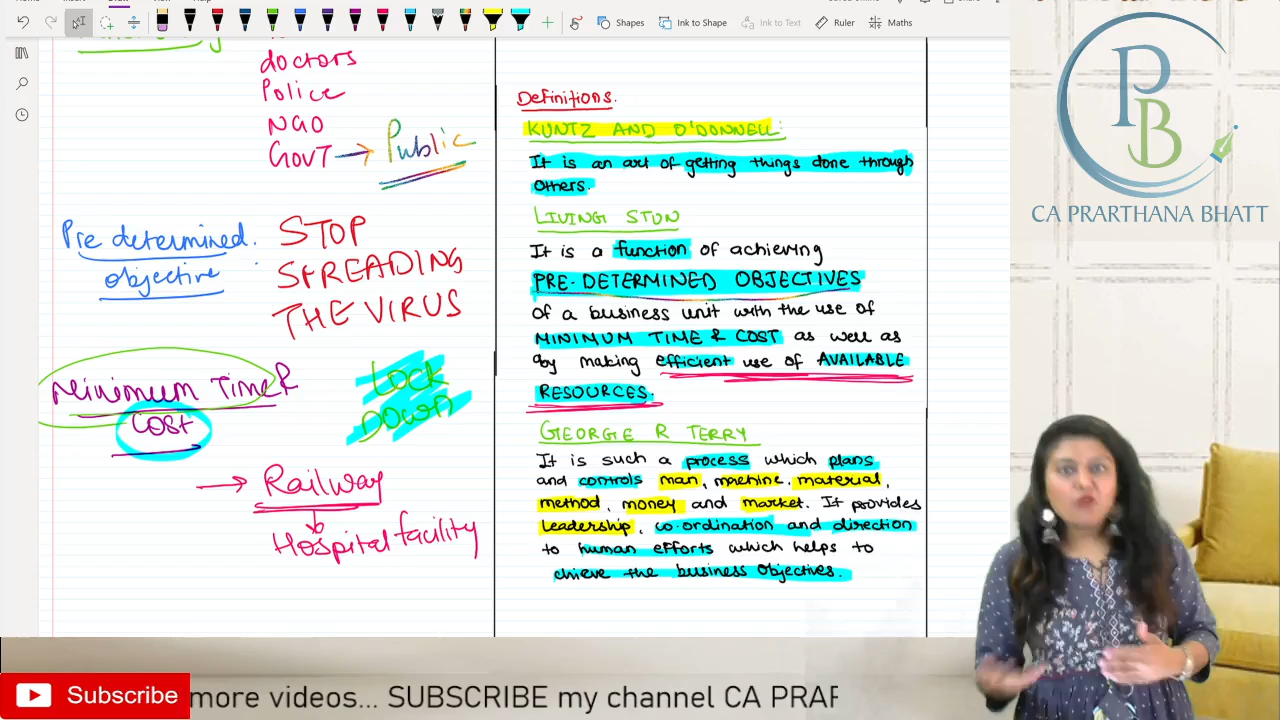 Shapes
Ink to Shape
Ink to Text
Ruler
Maths
doctors
Police
NGO
GOVT → Public
Pre determined
objective
STOP
SPREADING
THE VIRUS
Minimum Time &
Cost
Lock
Down
→ Railway
Hospital facility
Definitions.
KUNTZ AND O'DONNELL:
It is an art of getting things done through
others.
LIVING STUN
It is a function of achieving
PRE-DETERMINED OBJECTIVES
of a business unit with the use of
MINIMUM TIME & COST as well as
by making efficient use of AVAILABLE
RESOURCES.
GEORGE R TERRY
It is such a process which plans
and controls man, machine, material,
method, money and market. It provides
leadership, co-ordination and direction
to human efforts which helps to
chieve the business objectives.
PB
CA PRARTHANA BHATT
Subscribe
more videos... SUBSCRIBE my channel CA PRAR